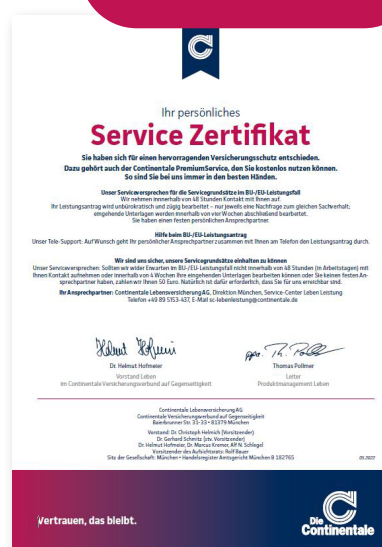 Ihr persönliches
Service Zertifikat
Sie haben sich für einen hervorragenden Versicherungsschutz entschieden.
Dazu gehört auch der Continentale PremiumService, den Sie kostenlos nutzen können.
So sind Sie bei uns immer in den besten Händen.
Unser Serviceversprechen für die Servicegrundsätze im BU-/EU-Leistungsfall
Wir nehmen innerhalb von 48 Stunden Kontakt mit Ihnen auf.
Ihr Leistungsantrag wird unbürokratisch und zügig bearbeitet – nur jeweils eine Nachfrage zum gleichen Sachverhalt;
eingehende Unterlagen werden innerhalb von vier Wochen abschließend bearbeitet.
Sie haben einen festen persönlichen Ansprechpartner.
Hilfe beim BU-/EU-Leistungsantrag
Unser Tele-Support: Auf Wunsch geht Ihr persönlicher Ansprechpartner zusammen mit Ihnen am Telefon den Leistungsantrag durch.
Wir sind uns sicher, unsere Servicegrundsätze einhalten zu können
Unser Serviceversprechen: Sollten wir wider Erwarten im BU-/EU-Leistungsfall nicht innerhalb von 48 Stunden (in Arbeitstagen) mit
Ihnen Kontakt aufnehmen oder innerhalb von 4 Wochen Ihre eingehenden Unterlagen bearbeiten können oder Sie keinen festen An-
sprechpartner haben, zahlen wir Ihnen 50 Euro. Natürlich ist dafür erforderlich, dass Sie für uns erreichbar sind.
Ihr Ansprechpartner: Continentale Lebensversicherung AG, Direktion München, Service-Center Leben Leistung
Telefon +49 89 5153-437, E-Mail sc-lebenleistung@continentale.de
Dr. Helmut Hofmeier
Vorstand Leben
im Continentale Versicherungsverbund auf Gegenseitigkeit
ppa. Th. Pollmer
Thomas Pollmer
Leiter
Produktmanagement Leben
Continentale Lebensversicherung AG
Continentale Versicherungsverbund auf Gegenseitigkeit
Baierbrunner Str. 31-33 • 81379 München
Vorstand: Dr. Christoph Helmich (Vorsitzender)
Dr. Gerhard Schmitz (stv. Vorsitzender)
Dr. Helmut Hofmeier, Dr. Marcus Kremer, Alf N. Schlegel
Vorsitzender des Aufsichtsrats: Rolf Bauer
Sitz der Gesellschaft: München • Handelsregister Amtsgericht München B 182765
05.2022
Vertrauen, das bleibt.
Die
Continentale